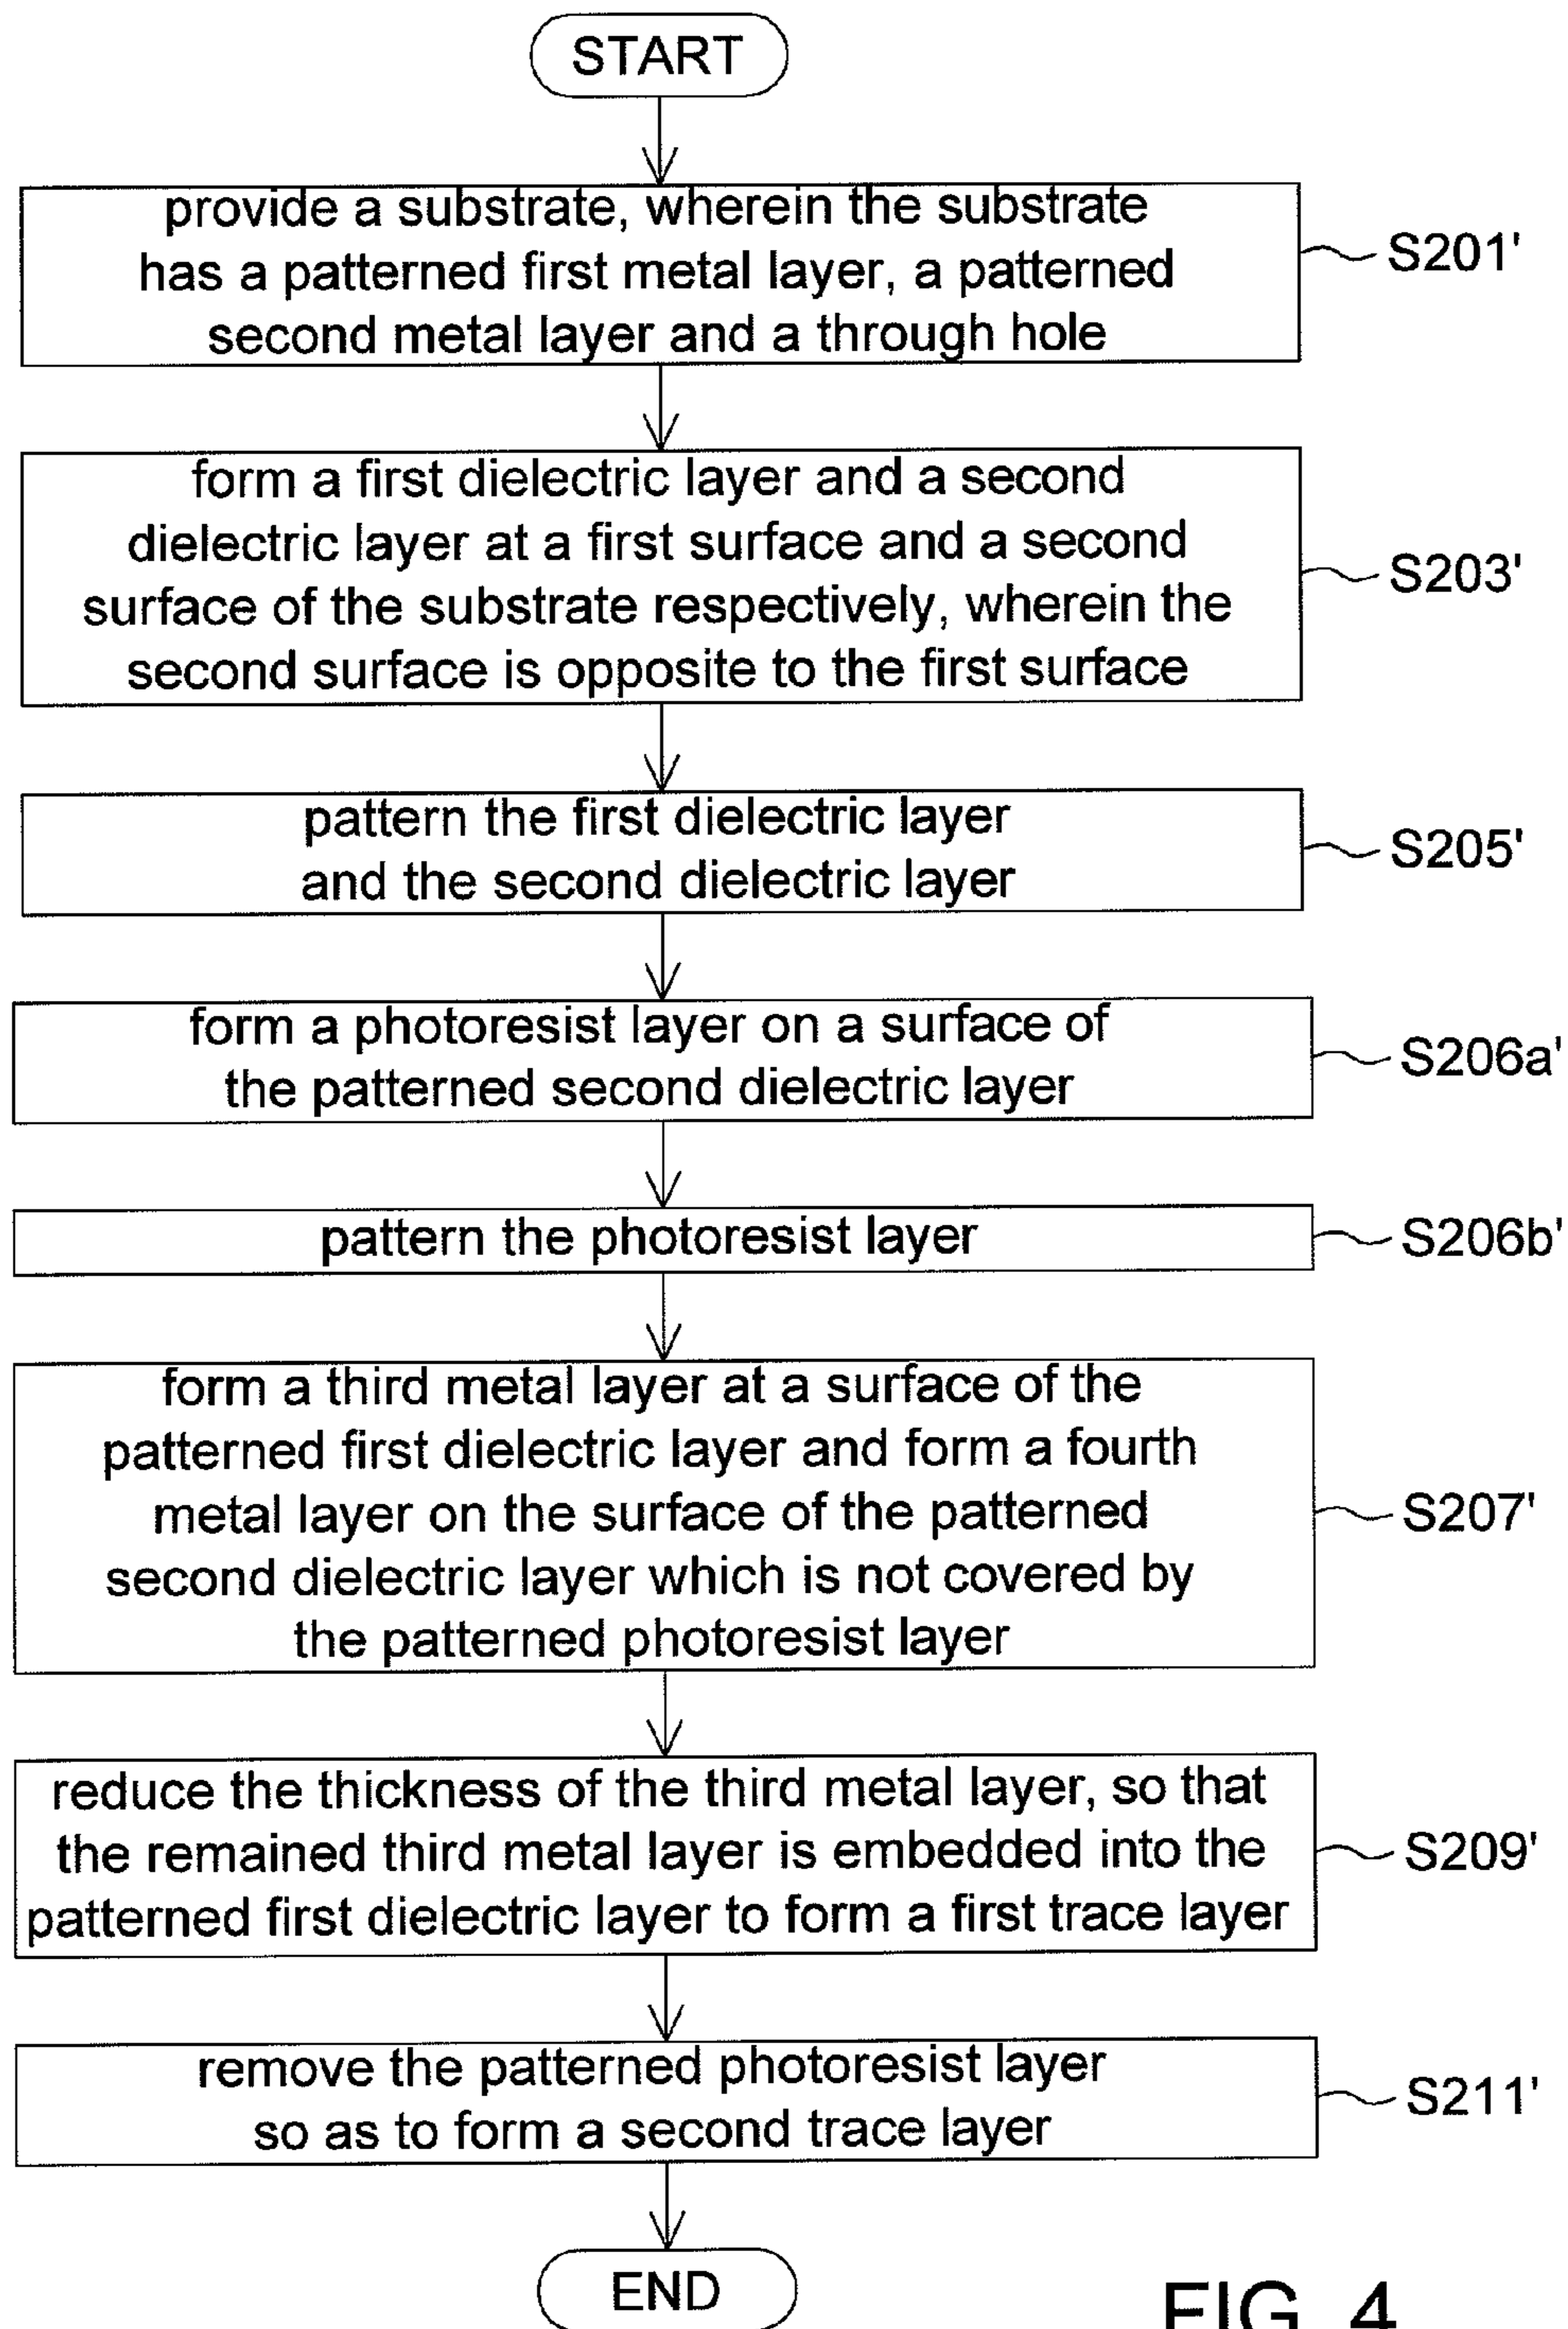 START
provide a substrate, wherein the substrate
has a patterned first metal layer, a patterned
second metal layer and a through hole
S201'
form a first dielectric layer and a second
dielectric layer at a first surface and a second
surface of the substrate respectively, wherein the
second surface is opposite to the first surface
S203'
pattern the first dielectric layer
and the second dielectric layer
S205'
form a photoresist layer on a surface of
the patterned second dielectric layer
S206a'
pattern the photoresist layer
S206b'
form a third metal layer at a surface of the
patterned first dielectric layer and form a fourth
metal layer on the surface of the patterned
second dielectric layer which is not covered by
the patterned photoresist layer
S207'
reduce the thickness of the third metal layer, so that
the remained third metal layer is embedded into the
patterned first dielectric layer to form a first trace layer
S209'
remove the patterned photoresist layer
so as to form a second trace layer
S211'
END
FIG. 4